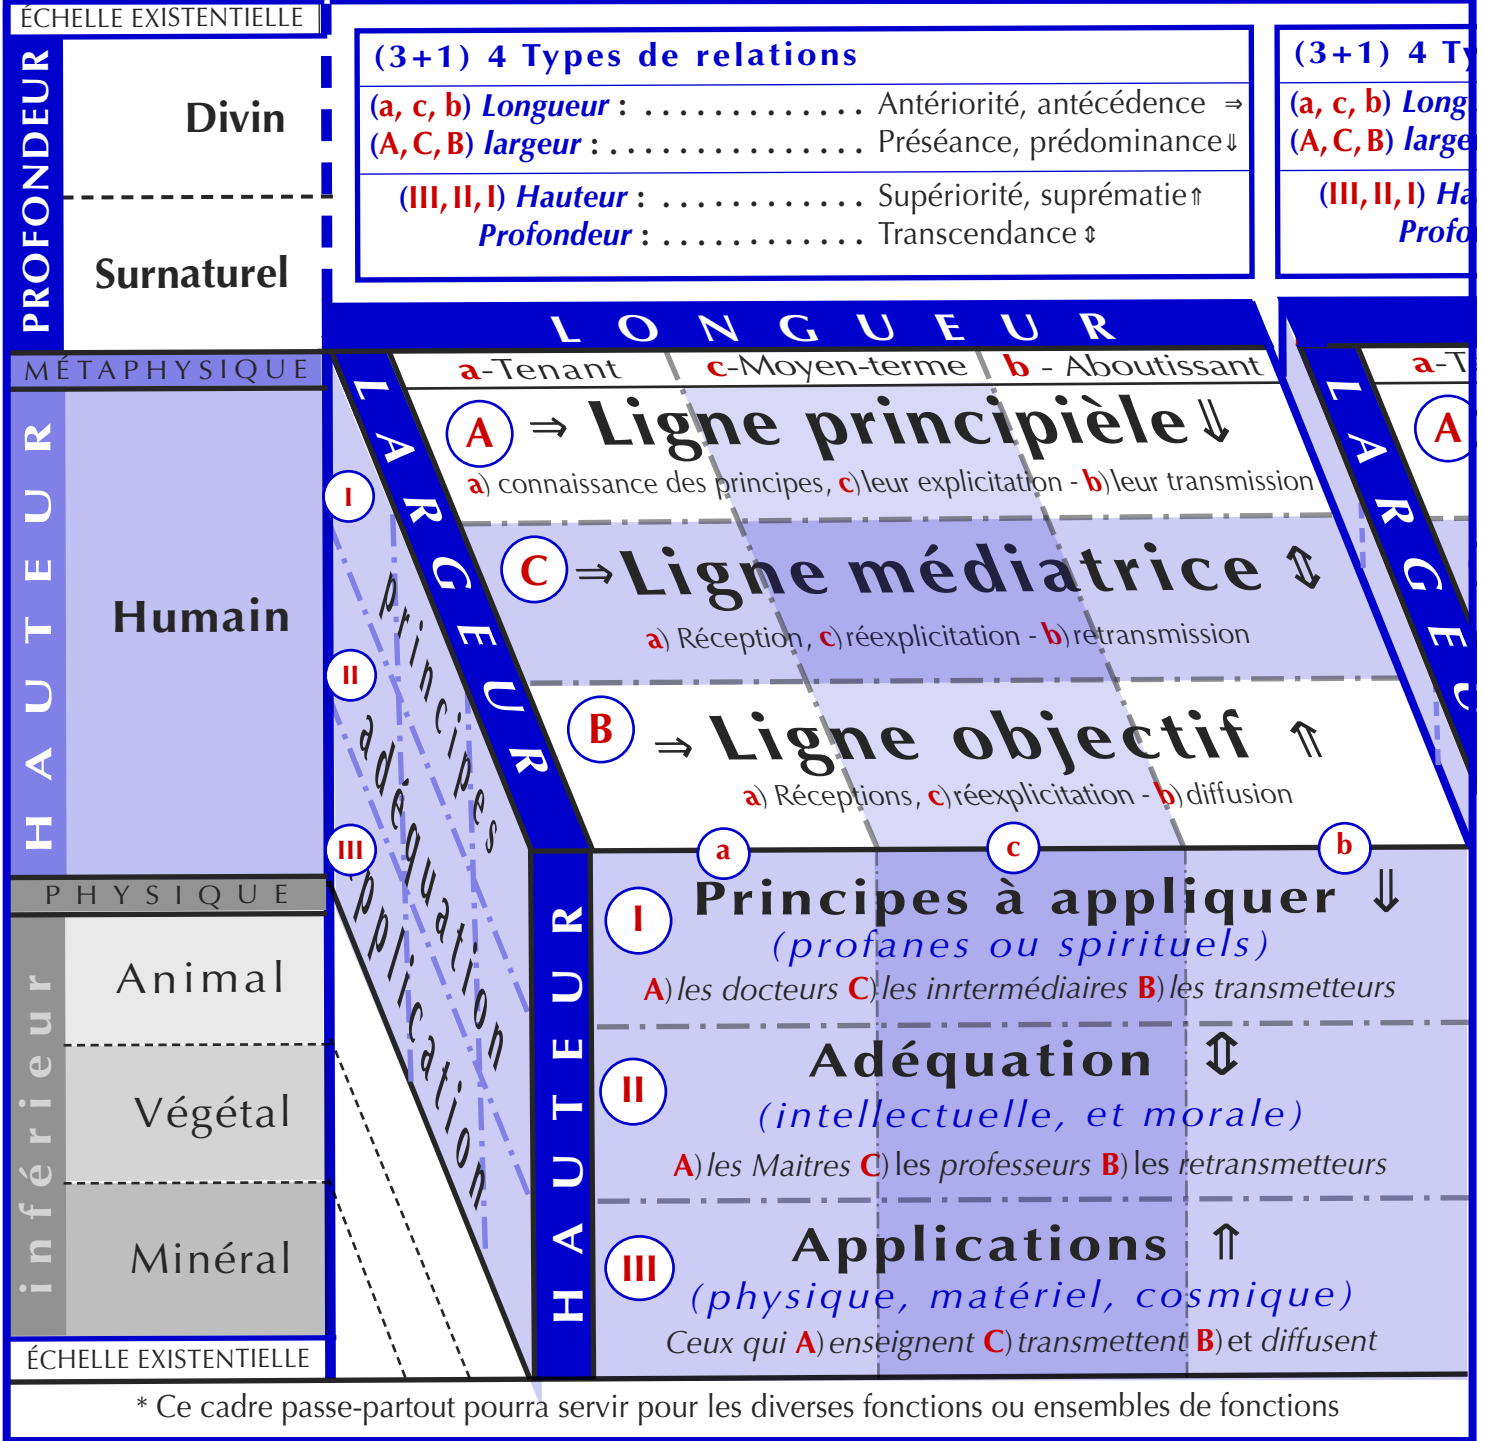 ÉCHELLE EXISTENTIELLE
PROFONDEUR
Divin
Surnaturel
(3+1) 4 Types de relations
(a, c, b) Longueur : . . . . . . . . . . . . . Antériorité, antécédence ⇒
(A, C, B) largeur : . . . . . . . . . . . . . . . Préséance, prédominance⇓
(III, II, I) Hauteur : . . . . . . . . . . . . Supériorité, suprématie⇑
Profondeur : . . . . . . . . . . . . Transcendance ⇕
(3+1) 4 Ty
(a, c, b) Long
(A, C, B) large
(III, II, I) Ha
Profo
LONGUEUR
MÉTAPHYSIQUE
a-Tenant
c-Moyen-terme
b - Aboutissant
a-T
HAUTEUR
Humain
LARGEUR
A ⇒ Ligne principièle ⇓
a) connaissance des principes, c) leur explicitation - b) leur transmission
C ⇒ Ligne médiatrice ⇕
a) Réception, c) réexplicitation - b) retransmission
B ⇒ Ligne objectif ⇑
a) Réceptions, c) réexplicitation - b) diffusion
A
LARGEU
I
II
III
principes
adéquation
application
a
c
b
PHYSIQUE
inférieur
Animal
Végétal
Minéral
HAUTEUR
I Principes à appliquer ⇓
(profanes ou spirituels)
A) les docteurs C) les inrtermédiaires B) les transmetteurs
II Adéquation ⇕
(intellectuelle, et morale)
A) les Maitres C) les professeurs B) les retransmetteurs
III Applications ⇑
(physique, matériel, cosmique)
Ceux qui A) enseignent C) transmettent B) et diffusent
ÉCHELLE EXISTENTIELLE
* Ce cadre passe-partout pourra servir pour les diverses fonctions ou ensembles de fonctions